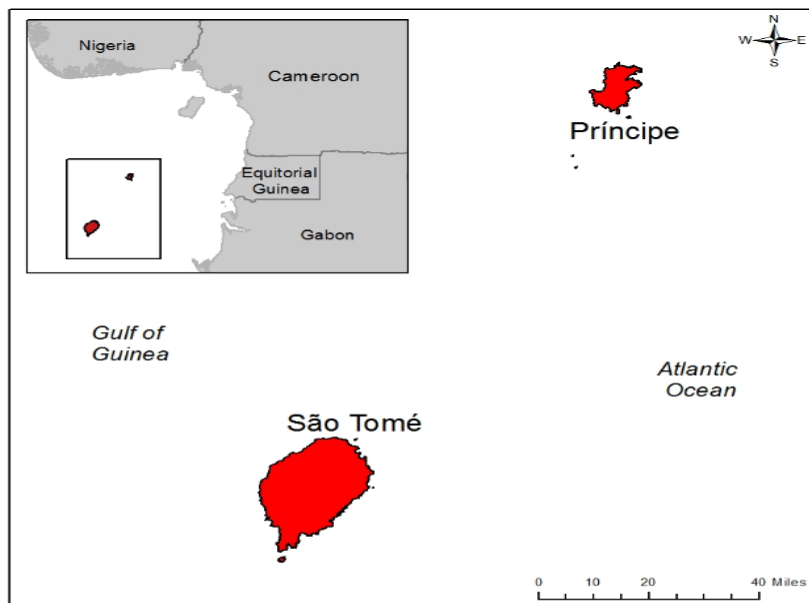 Nigeria
Cameroon
Equitorial
Guinea
Gabon
N
W E
S
Príncipe
Gulf of
Guinea
Atlantic
Ocean
São Tomé
0 10 20 40 Miles